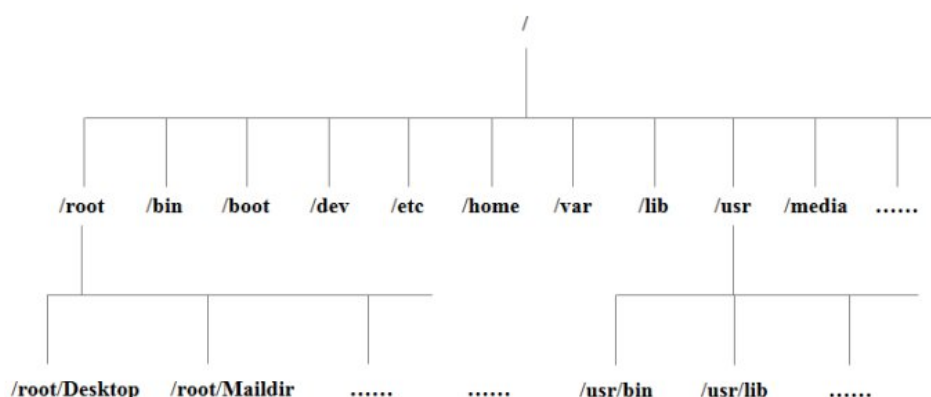 /
/root /bin /boot /dev /etc /home /var /lib /usr /media ......
/root/Desktop /root/Maildir ...... ...... /usr/bin /usr/lib ......